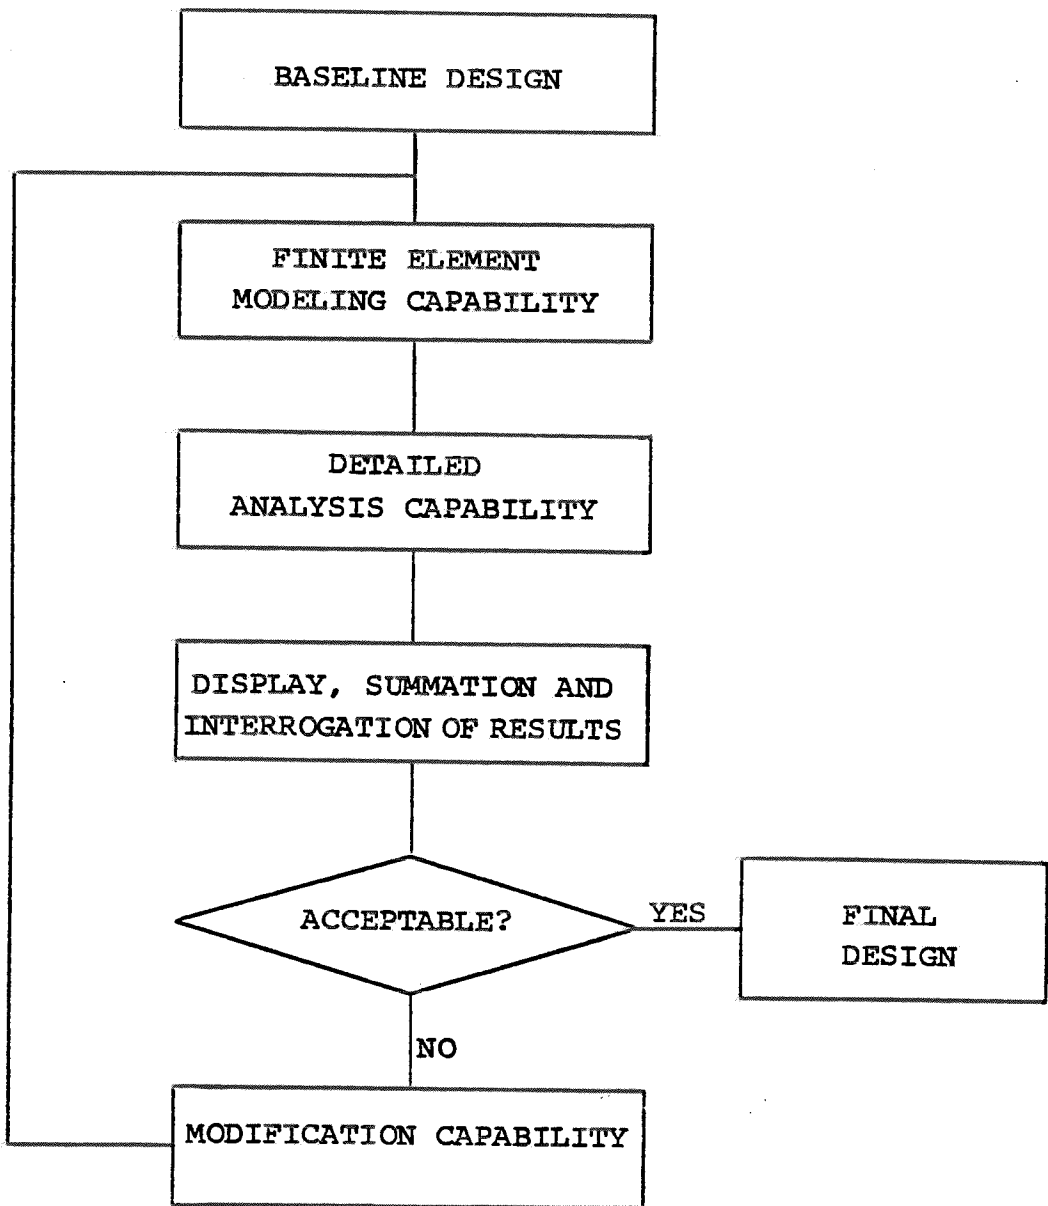 BASELINE DESIGN
FINITE ELEMENT
MODELING CAPABILITY
DETAILED
ANALYSIS CAPABILITY
DISPLAY, SUMMATION AND
INTERROGATION OF RESULTS
ACCEPTABLE?
YES
FINAL
DESIGN
NO
MODIFICATION CAPABILITY